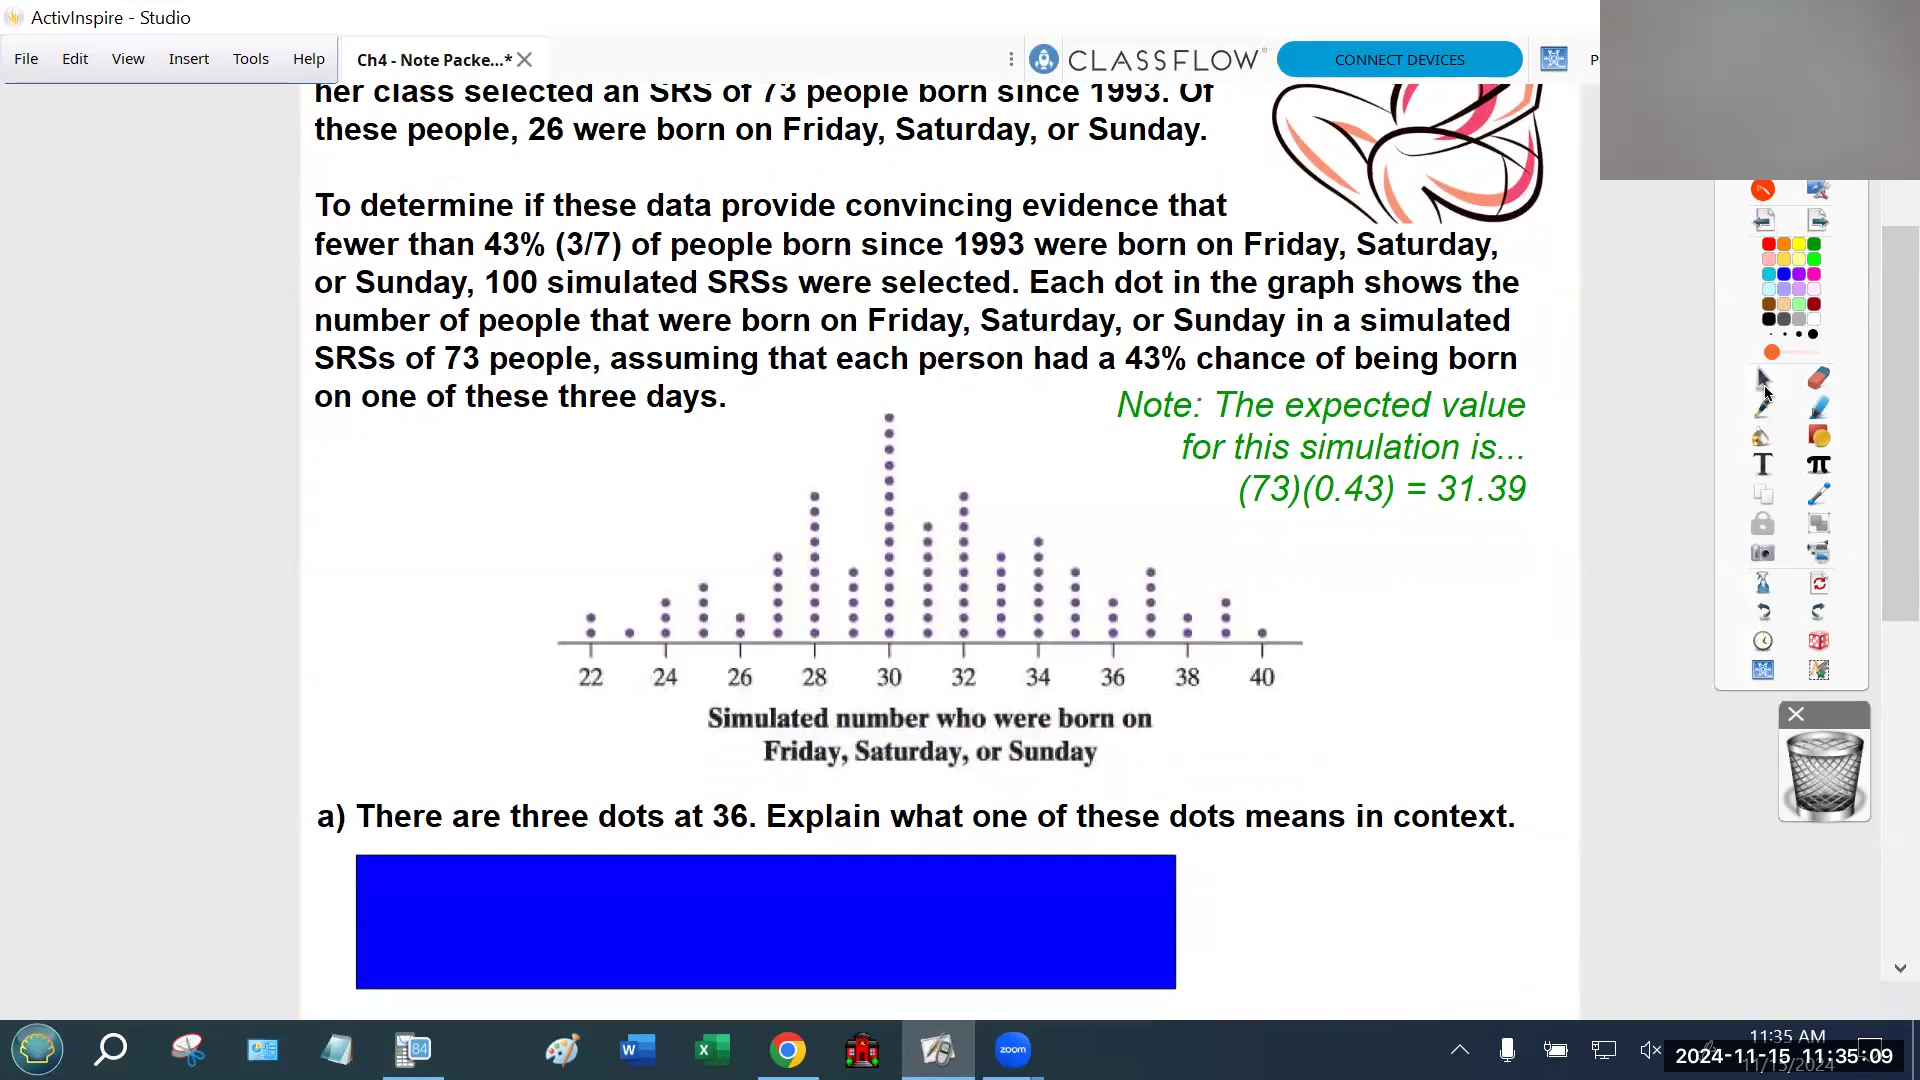 ActivInspire - Studio
File Edit View Insert Tools Help
Ch4 - Note Packe...*
CLASSFLOW
CONNECT DEVICES
P
her class selected an SRS of 73 people born since 1993. Of
these people, 26 were born on Friday, Saturday, or Sunday.
To determine if these data provide convincing evidence that
fewer than 43% (3/7) of people born since 1993 were born on Friday, Saturday,
or Sunday, 100 simulated SRSs were selected. Each dot in the graph shows the
number of people that were born on Friday, Saturday, or Sunday in a simulated
SRSs of 73 people, assuming that each person had a 43% chance of being born
on one of these three days.
Note: The expected value
for this simulation is...
(73)(0.43) = 31.39
22 24 26 28 30 32 34 36 38 40
Simulated number who were born on
Friday, Saturday, or Sunday
a) There are three dots at 36. Explain what one of these dots means in context.
T π
84
W
X
zoom
11:35 AM
2024-11-15 11:35:09
11/15/2024